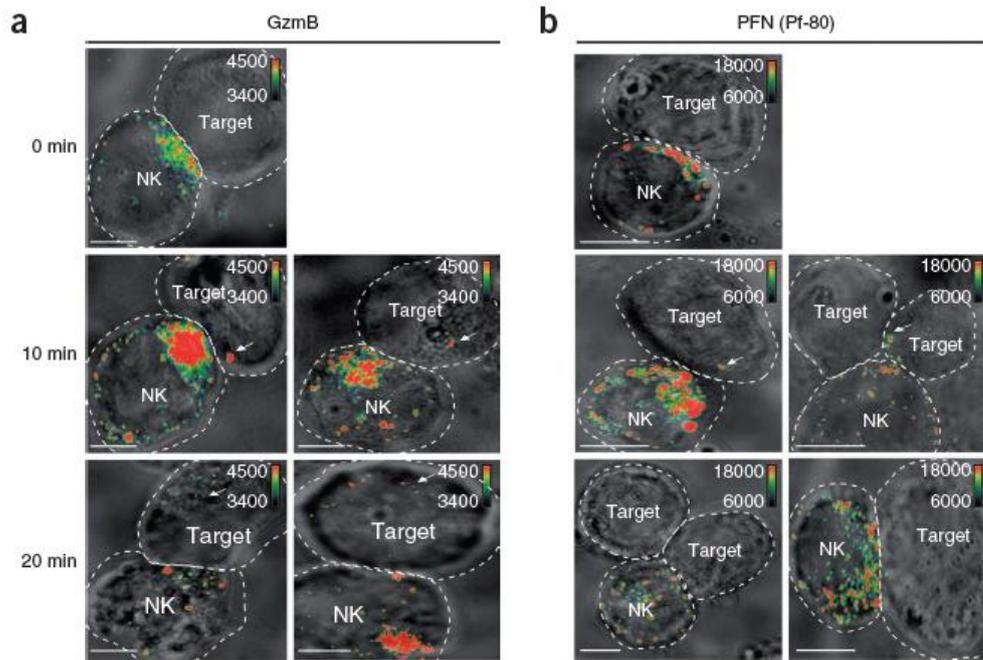 a
GzmB
b
PFN (Pf-80)
0 min
4500
3400
Target
NK
18000
6000
Target
NK
10 min
4500
3400
Target
NK
4500
3400
Target
NK
18000
6000
Target
NK
18000
6000
Target
Target
NK
20 min
4500
3400
Target
NK
4500
3400
Target
NK
18000
6000
Target
Target
NK
18000
6000
NK
Target